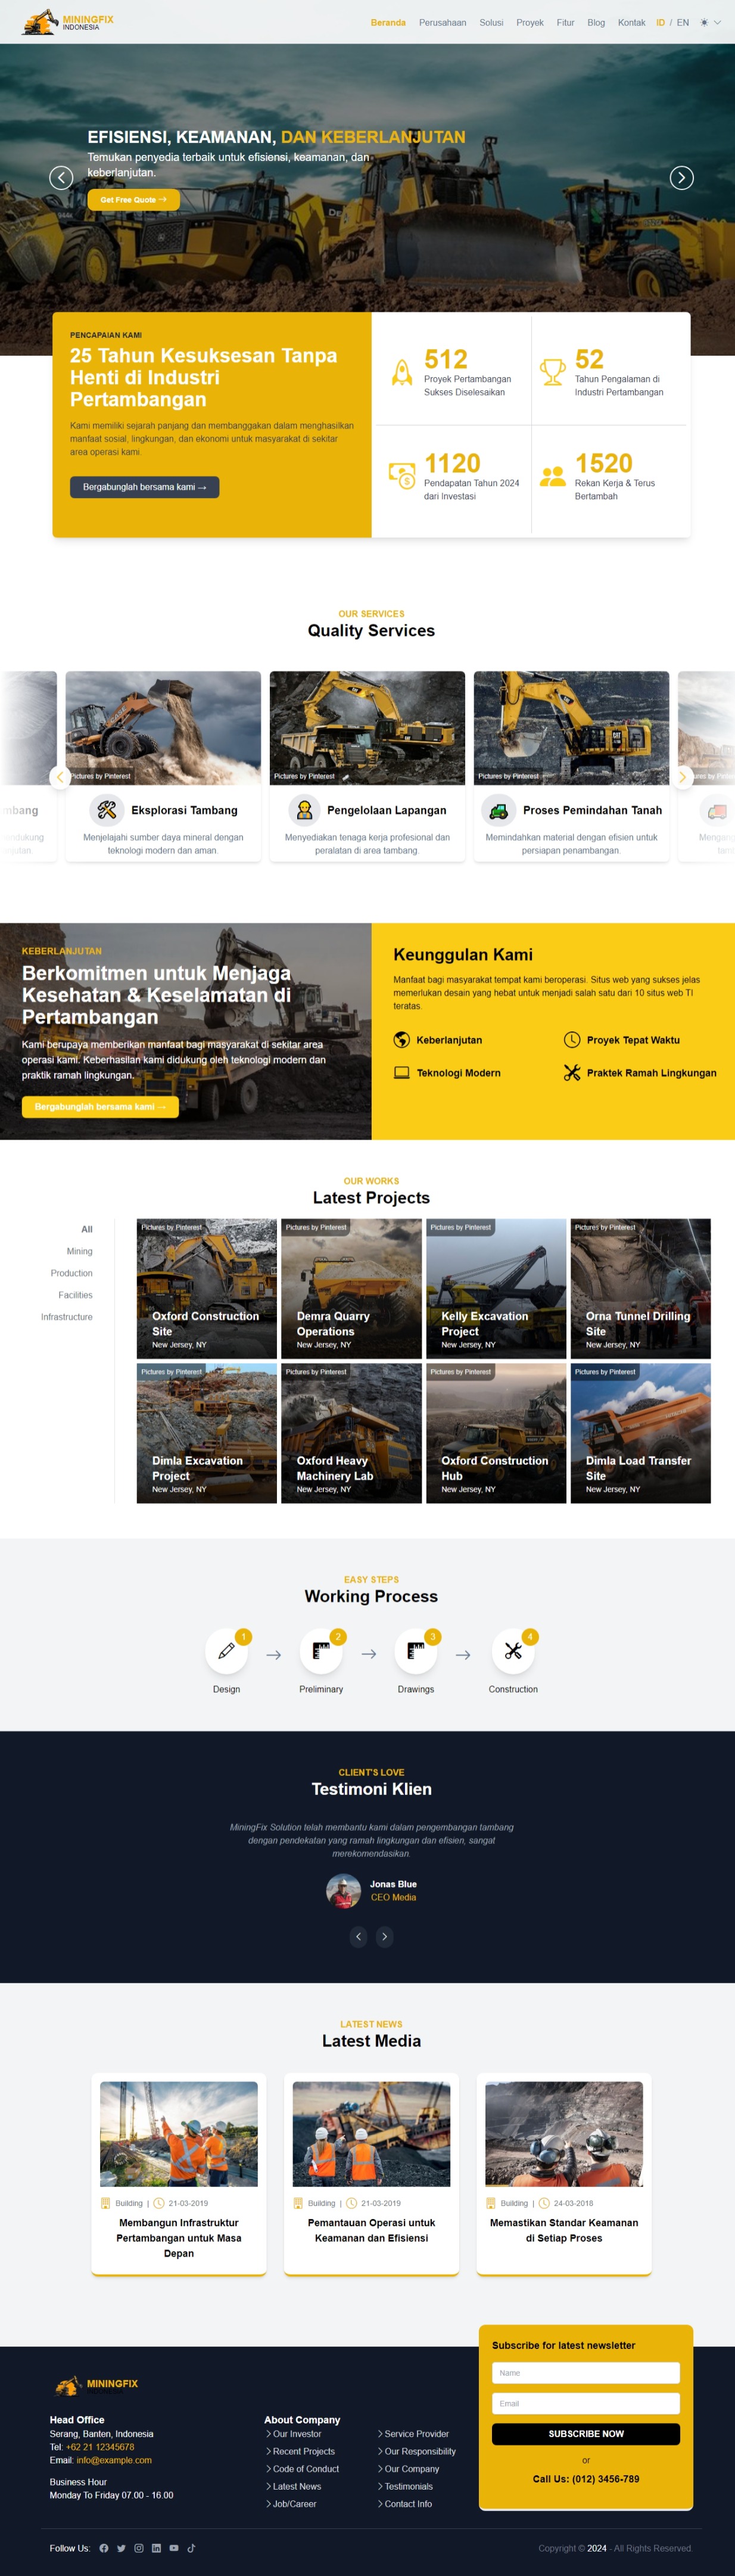 MININGFIX
INDONESIA
Beranda Perusahaan Solusi Proyek Fitur Blog Kontak ID / EN
EFISIENSI, KEAMANAN, DAN KEBERLANJUTAN
Temukan penyedia terbaik untuk efisiensi, keamanan, dan
keberlanjutan.
Get Free Quote →
PENCAPAIAN KAMI
25 Tahun Kesuksesan Tanpa
Henti di Industri
Pertambangan
Kami memiliki sejarah panjang dan membanggakan dalam menghasilkan
manfaat sosial, lingkungan, dan ekonomi untuk masyarakat di sekitar
area operasi kami.
Bergabunglah bersama kami →
512
Proyek Pertambangan
Sukses Diselesaikan
52
Tahun Pengalaman di
Industri Pertambangan
1120
Pendapatan Tahun 2024
dari Investasi
1520
Rekan Kerja & Terus
Bertambah
OUR SERVICES
Quality Services
Pictures by Pinterest
Eksplorasi Tambang
Menjelajahi sumber daya mineral dengan
teknologi modern dan aman.
Pictures by Pinterest
Pengelolaan Lapangan
Menyediakan tenaga kerja profesional dan
peralatan di area tambang.
Pictures by Pinterest
Proses Pemindahan Tanah
Memindahkan material dengan efisien untuk
persiapan penambangan.
KEBERLANJUTAN
Berkomitmen untuk Menjaga
Kesehatan & Keselamatan di
Pertambangan
Kami berupaya memberikan manfaat bagi masyarakat di sekitar area
operasi kami. Keberhasilan kami didukung oleh teknologi modern dan
praktik ramah lingkungan.
Bergabunglah bersama kami →
Keunggulan Kami
Manfaat bagi masyarakat tempat kami beroperasi. Situs web yang sukses jelas
memerlukan desain yang hebat untuk menjadi salah satu dari 10 situs web TI
teratas.
Keberlanjutan
Proyek Tepat Waktu
Teknologi Modern
Praktek Ramah Lingkungan
OUR WORKS
Latest Projects
All
Mining
Production
Facilities
Infrastructure
Pictures by Pinterest
Oxford Construction
Site
New Jersey, NY
Pictures by Pinterest
Demra Quarry
Operations
New Jersey, NY
Pictures by Pinterest
Kelly Excavation
Project
New Jersey, NY
Pictures by Pinterest
Orna Tunnel Drilling
Site
New Jersey, NY
Pictures by Pinterest
Dimla Excavation
Project
New Jersey, NY
Pictures by Pinterest
Oxford Heavy
Machinery Lab
New Jersey, NY
Pictures by Pinterest
Oxford Construction
Hub
New Jersey, NY
Pictures by Pinterest
Dimla Load Transfer
Site
New Jersey, NY
EASY STEPS
Working Process
1
Design
2
Preliminary
3
Drawings
4
Construction
CLIENT'S LOVE
Testimoni Klien
MiningFix Solution telah membantu kami dalam pengembangan tambang
dengan pendekatan yang ramah lingkungan dan efisien, sangat
merekomendasikan.
Jonas Blue
CEO Media
LATEST NEWS
Latest Media
Building | 21-03-2019
Membangun Infrastruktur
Pertambangan untuk Masa
Depan
Building | 21-03-2019
Pemantauan Operasi untuk
Keamanan dan Efisiensi
Building | 24-03-2018
Memastikan Standar Keamanan
di Setiap Proses
MININGFIX
Head Office
Serang, Banten, Indonesia
Tel: +62 21 12345678
Email: info@example.com
Business Hour
Monday To Friday 07.00 - 16.00
About Company
Our Investor
Recent Projects
Code of Conduct
Latest News
Job/Career
Service Provider
Our Responsibility
Our Company
Testimonials
Contact Info
Subscribe for latest newsletter
Name
Email
SUBSCRIBE NOW
or
Call Us: (012) 3456-789
Follow Us:
Copyright © 2024 - All Rights Reserved.